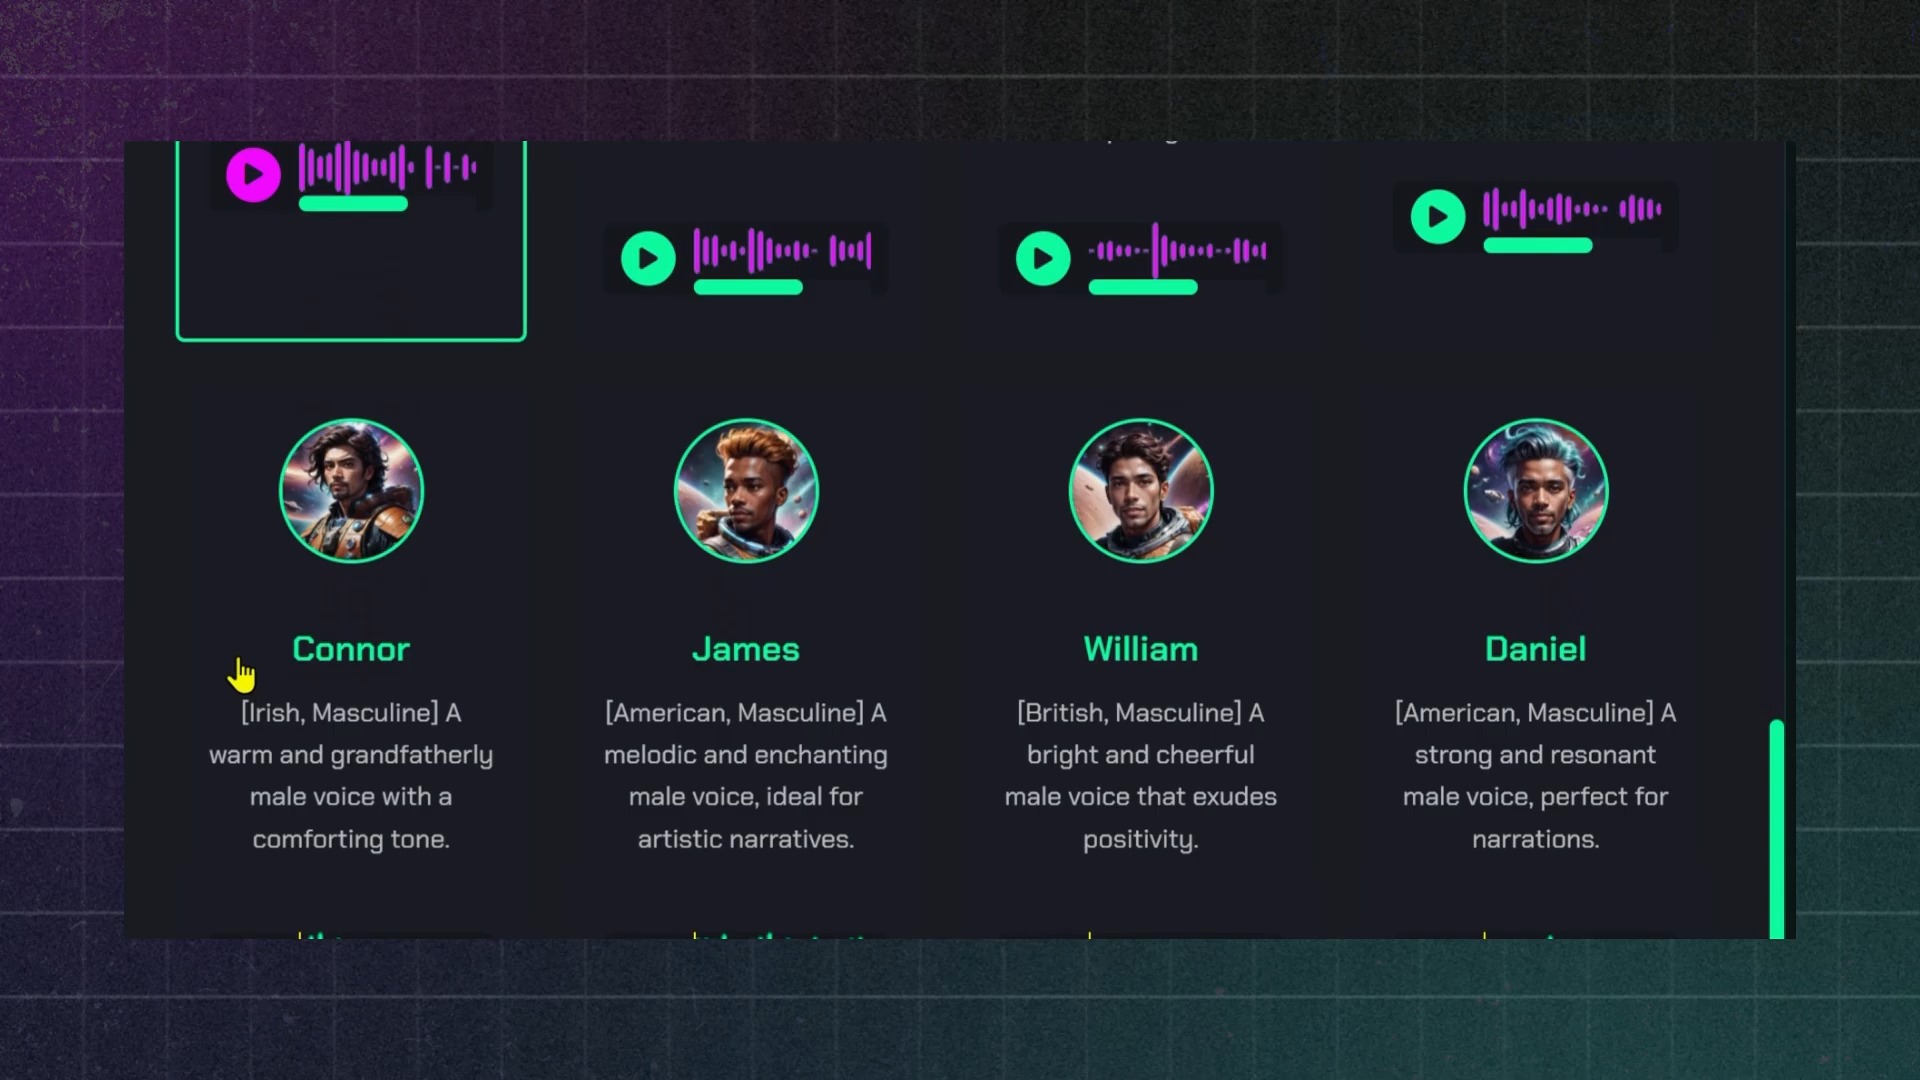 Connor
[Irish, Masculine] A
warm and grandfatherly
male voice with a
comforting tone.
James
[American, Masculine] A
melodic and enchanting
male voice, ideal for
artistic narratives.
William
[British, Masculine] A
bright and cheerful
male voice that exudes
positivity.
Daniel
[American, Masculine] A
strong and resonant
male voice, perfect for
narrations.